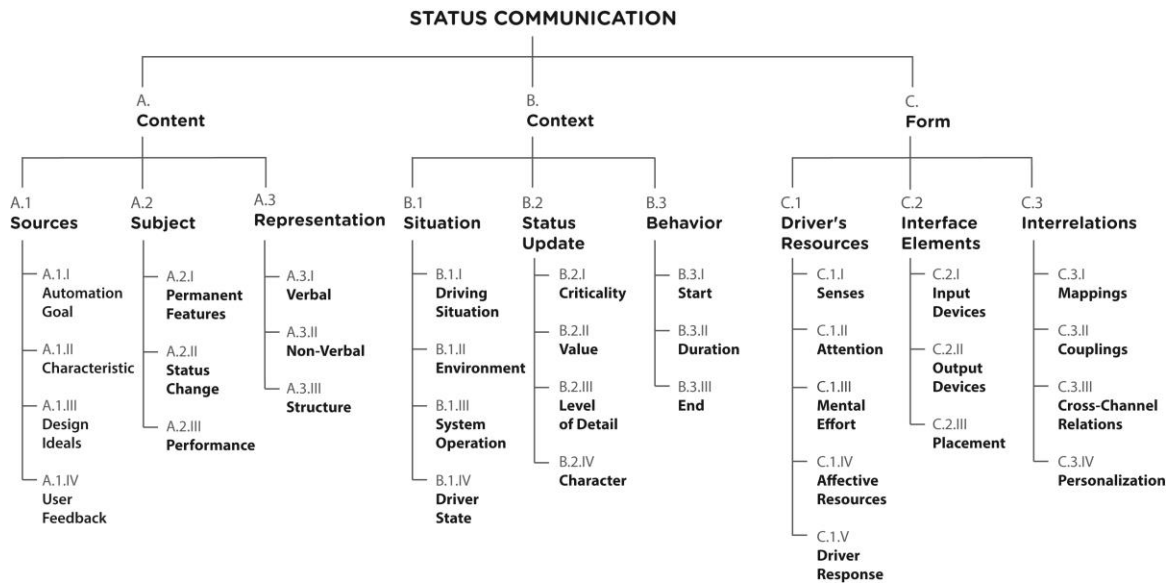 STATUS COMMUNICATION
A.
Content
B.
Context
C.
Form
A.1
Sources
A.2
Subject
A.3
Representation
B.1
Situation
B.2
Status
Update
B.3
Behavior
C.1
Driver's
Resources
C.2
Interface
Elements
C.3
Interrelations
A.1.I
Automation
Goal
A.1.II
Characteristic
A.1.III
Design
Ideals
A.1.IV
User
Feedback
A.2.I
Permanent
Features
A.2.II
Status
Change
A.2.III
Performance
A.3.I
Verbal
A.3.II
Non-Verbal
A.3.III
Structure
B.1.I
Driving
Situation
B.1.II
Environment
B.1.III
System
Operation
B.1.IV
Driver
State
B.2.I
Criticality
B.2.II
Value
B.2.III
Level
of Detail
B.2.IV
Character
B.3.I
Start
B.3.II
Duration
B.3.III
End
C.1.I
Senses
C.1.II
Attention
C.1.III
Mental
Effort
C.1.IV
Affective
Resources
C.1.V
Driver
Response
C.2.I
Input
Devices
C.2.II
Output
Devices
C.2.III
Placement
C.3.I
Mappings
C.3.II
Couplings
C.3.III
Cross-Channel
Relations
C.3.IV
Personalization